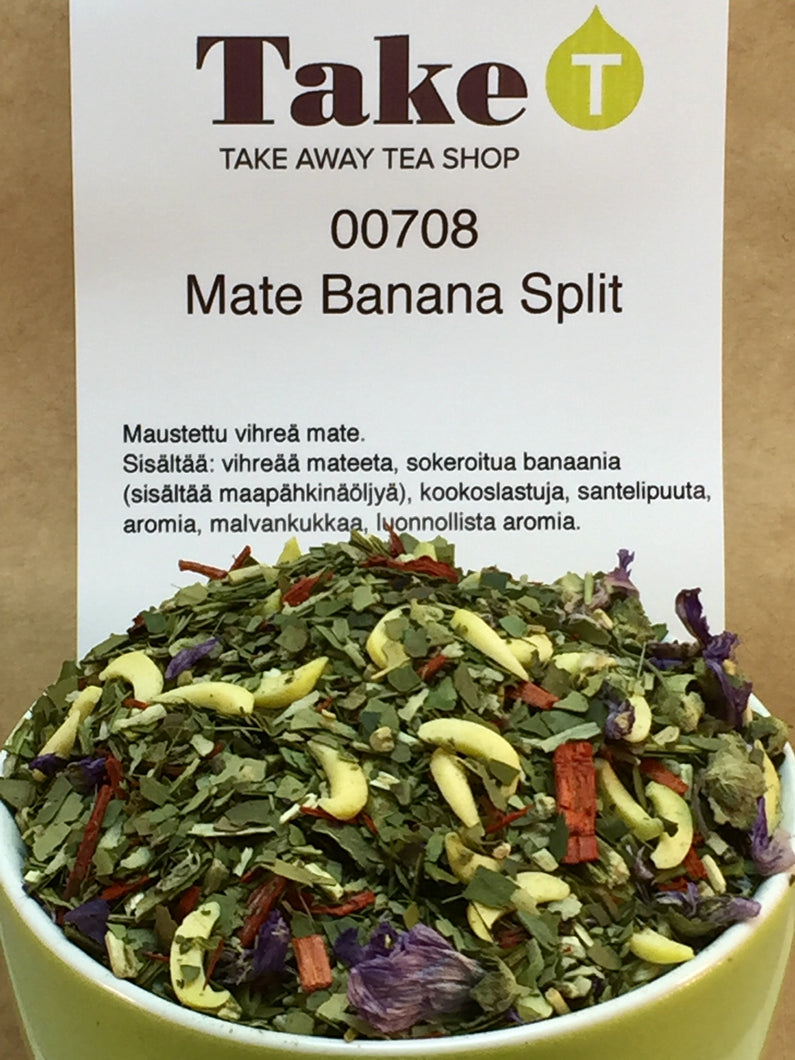 Take T
TAKE AWAY TEA SHOP
00708
Mate Banana Split
Maustettu vihreä mate.
Sisältää: vihreää mateeta, sokeroitua banaania
(sisältää maapähkinäöljyä), kookoslastuja, santelipuuta,
aromia, malvankukkaa, luonnollista aromia.